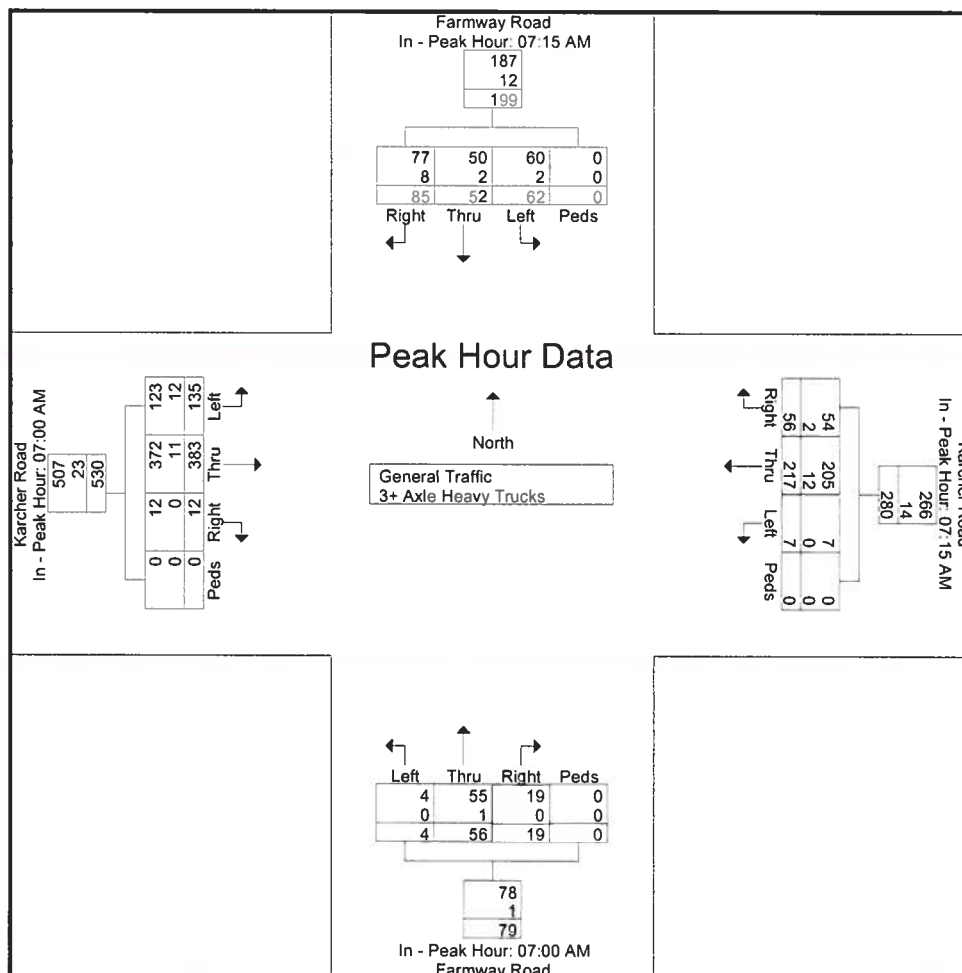 Farmway Road
In - Peak Hour: 07:15 AM
187
12
199
77 50 60 0
8 2 2 0
85 52 62 0
Right Thru Left Peds
Peak Hour Data
North
General Traffic
3+ Axle Heavy Trucks
Karcher Road
In - Peak Hour: 07:00 AM
507
23
530
123 12 135 Left
372 11 383 Thru
12 0 12 Right
0 0 0 Peds
Karcher Road
In - Peak Hour: 07:15 AM
266
14
280
Right 56 2 54
Thru 217 12 205
Left 7 0 7
Peds 0 0 0
Left Thru Right Peds
4 55 19 0
0 1 0 0
4 56 19 0
78
1
79
In - Peak Hour: 07:00 AM
Farmway Road